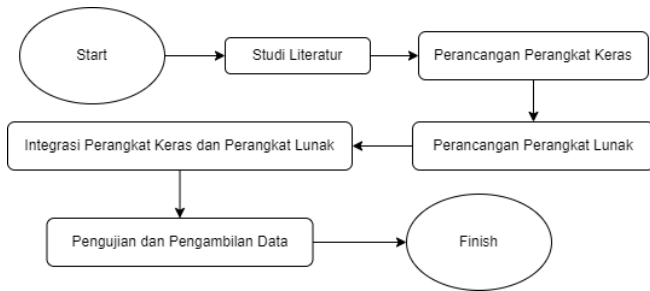 Start
Studi Literatur
Perancangan Perangkat Keras
Perancangan Perangkat Lunak
Integrasi Perangkat Keras dan Perangkat Lunak
Pengujian dan Pengambilan Data
Finish